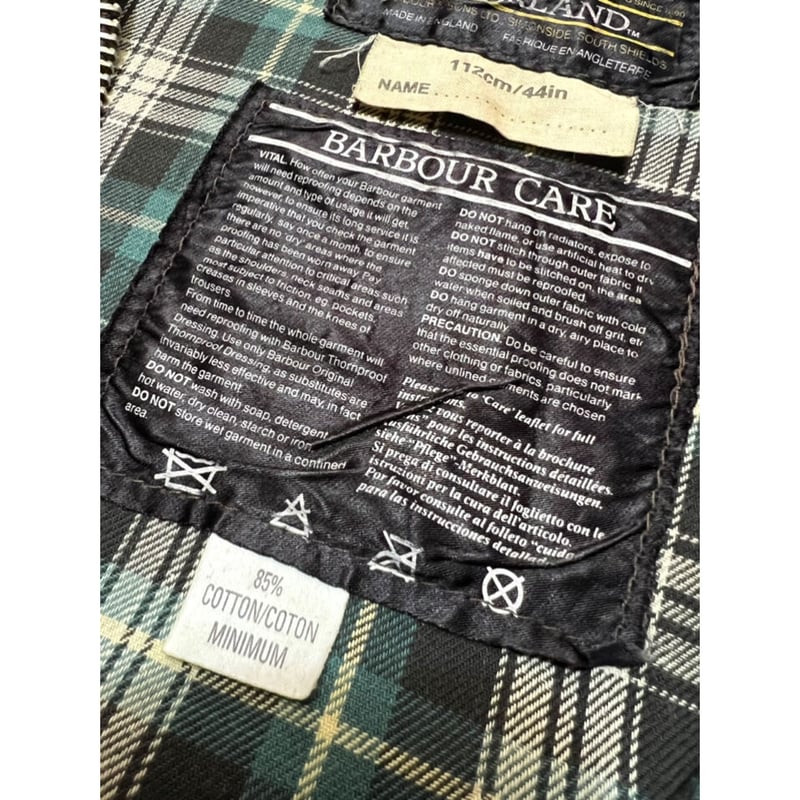 SINCE
ORLAND™
SONS LTD, SIMONSIDE, SOUTH SHIELDS
MADE IN ENGLAND FABRIQUE EN ANGLETERRE
112cm/44in
NAME
BARBOUR CARE
VITAL. How often your Barbour garment
will need reproofing depends on the
amount and type of usage it will get,
however, to ensure its long service it is
imperative that you check the garment
regularly, say once a month, to ensure
there are no 'dry' areas where the
proofing has been worn away. Pay
particular attention to critical areas such
as the shoulders, neck seams and areas
most subject to friction, eg. pockets,
creases in sleeves and the knees of
trousers.
From time to time the whole garment will
need reproofing with Barbour Thornproof
Dressing. Use only Barbour Original
Thornproof Dressing, as substitutes are
invariably less effective and may, in fact
harm the garment.
DO NOT wash with soap, detergent
hot water, dry clean, starch or iron.
DO NOT store wet garment in a confined
area.
DO NOT hang on radiators, expose to
naked flame, or use artificial heat to dry
DO NOT stitch through outer fabric. If
items have to be stitched on, the area
affected must be reproofed.
DO sponge down outer fabric with cold
water when soiled and brush off grit, etc
DO hang garment in a dry, airy place to
dry off naturally.
PRECAUTION. Do be careful to ensure
that the essential proofing does not mark
other clothing or fabrics, particularly
where unlined garments are chosen
Please refer to 'Care' leaflet for full
vous reporter à la brochure
pour les instructions détaillées.
ausführliche Gebrauchsanweisungen.
siehe "Pflege" Merkblatt.
Si prega di consultare il foglietto con le
istruzioni per la cura dell'articolo.
Por favor consulte al folleto "cuida
para las instrucciones detallad
85%
COTTON/COTON
MINIMUM